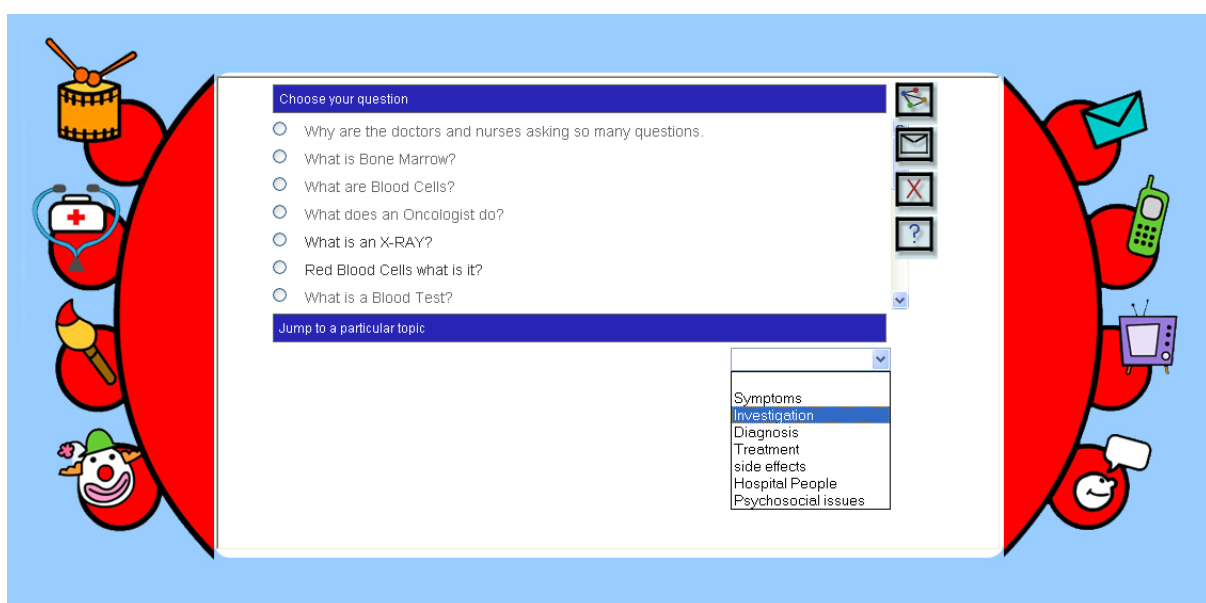 Choose your question
Why are the doctors and nurses asking so many questions.
What is Bone Marrow?
What are Blood Cells?
What does an Oncologist do?
What is an X-RAY?
Red Blood Cells what is it?
What is a Blood Test?
Jump to a particular topic
Symptoms
Investigation
Diagnosis
Treatment
side effects
Hospital People
Psychosocial issues